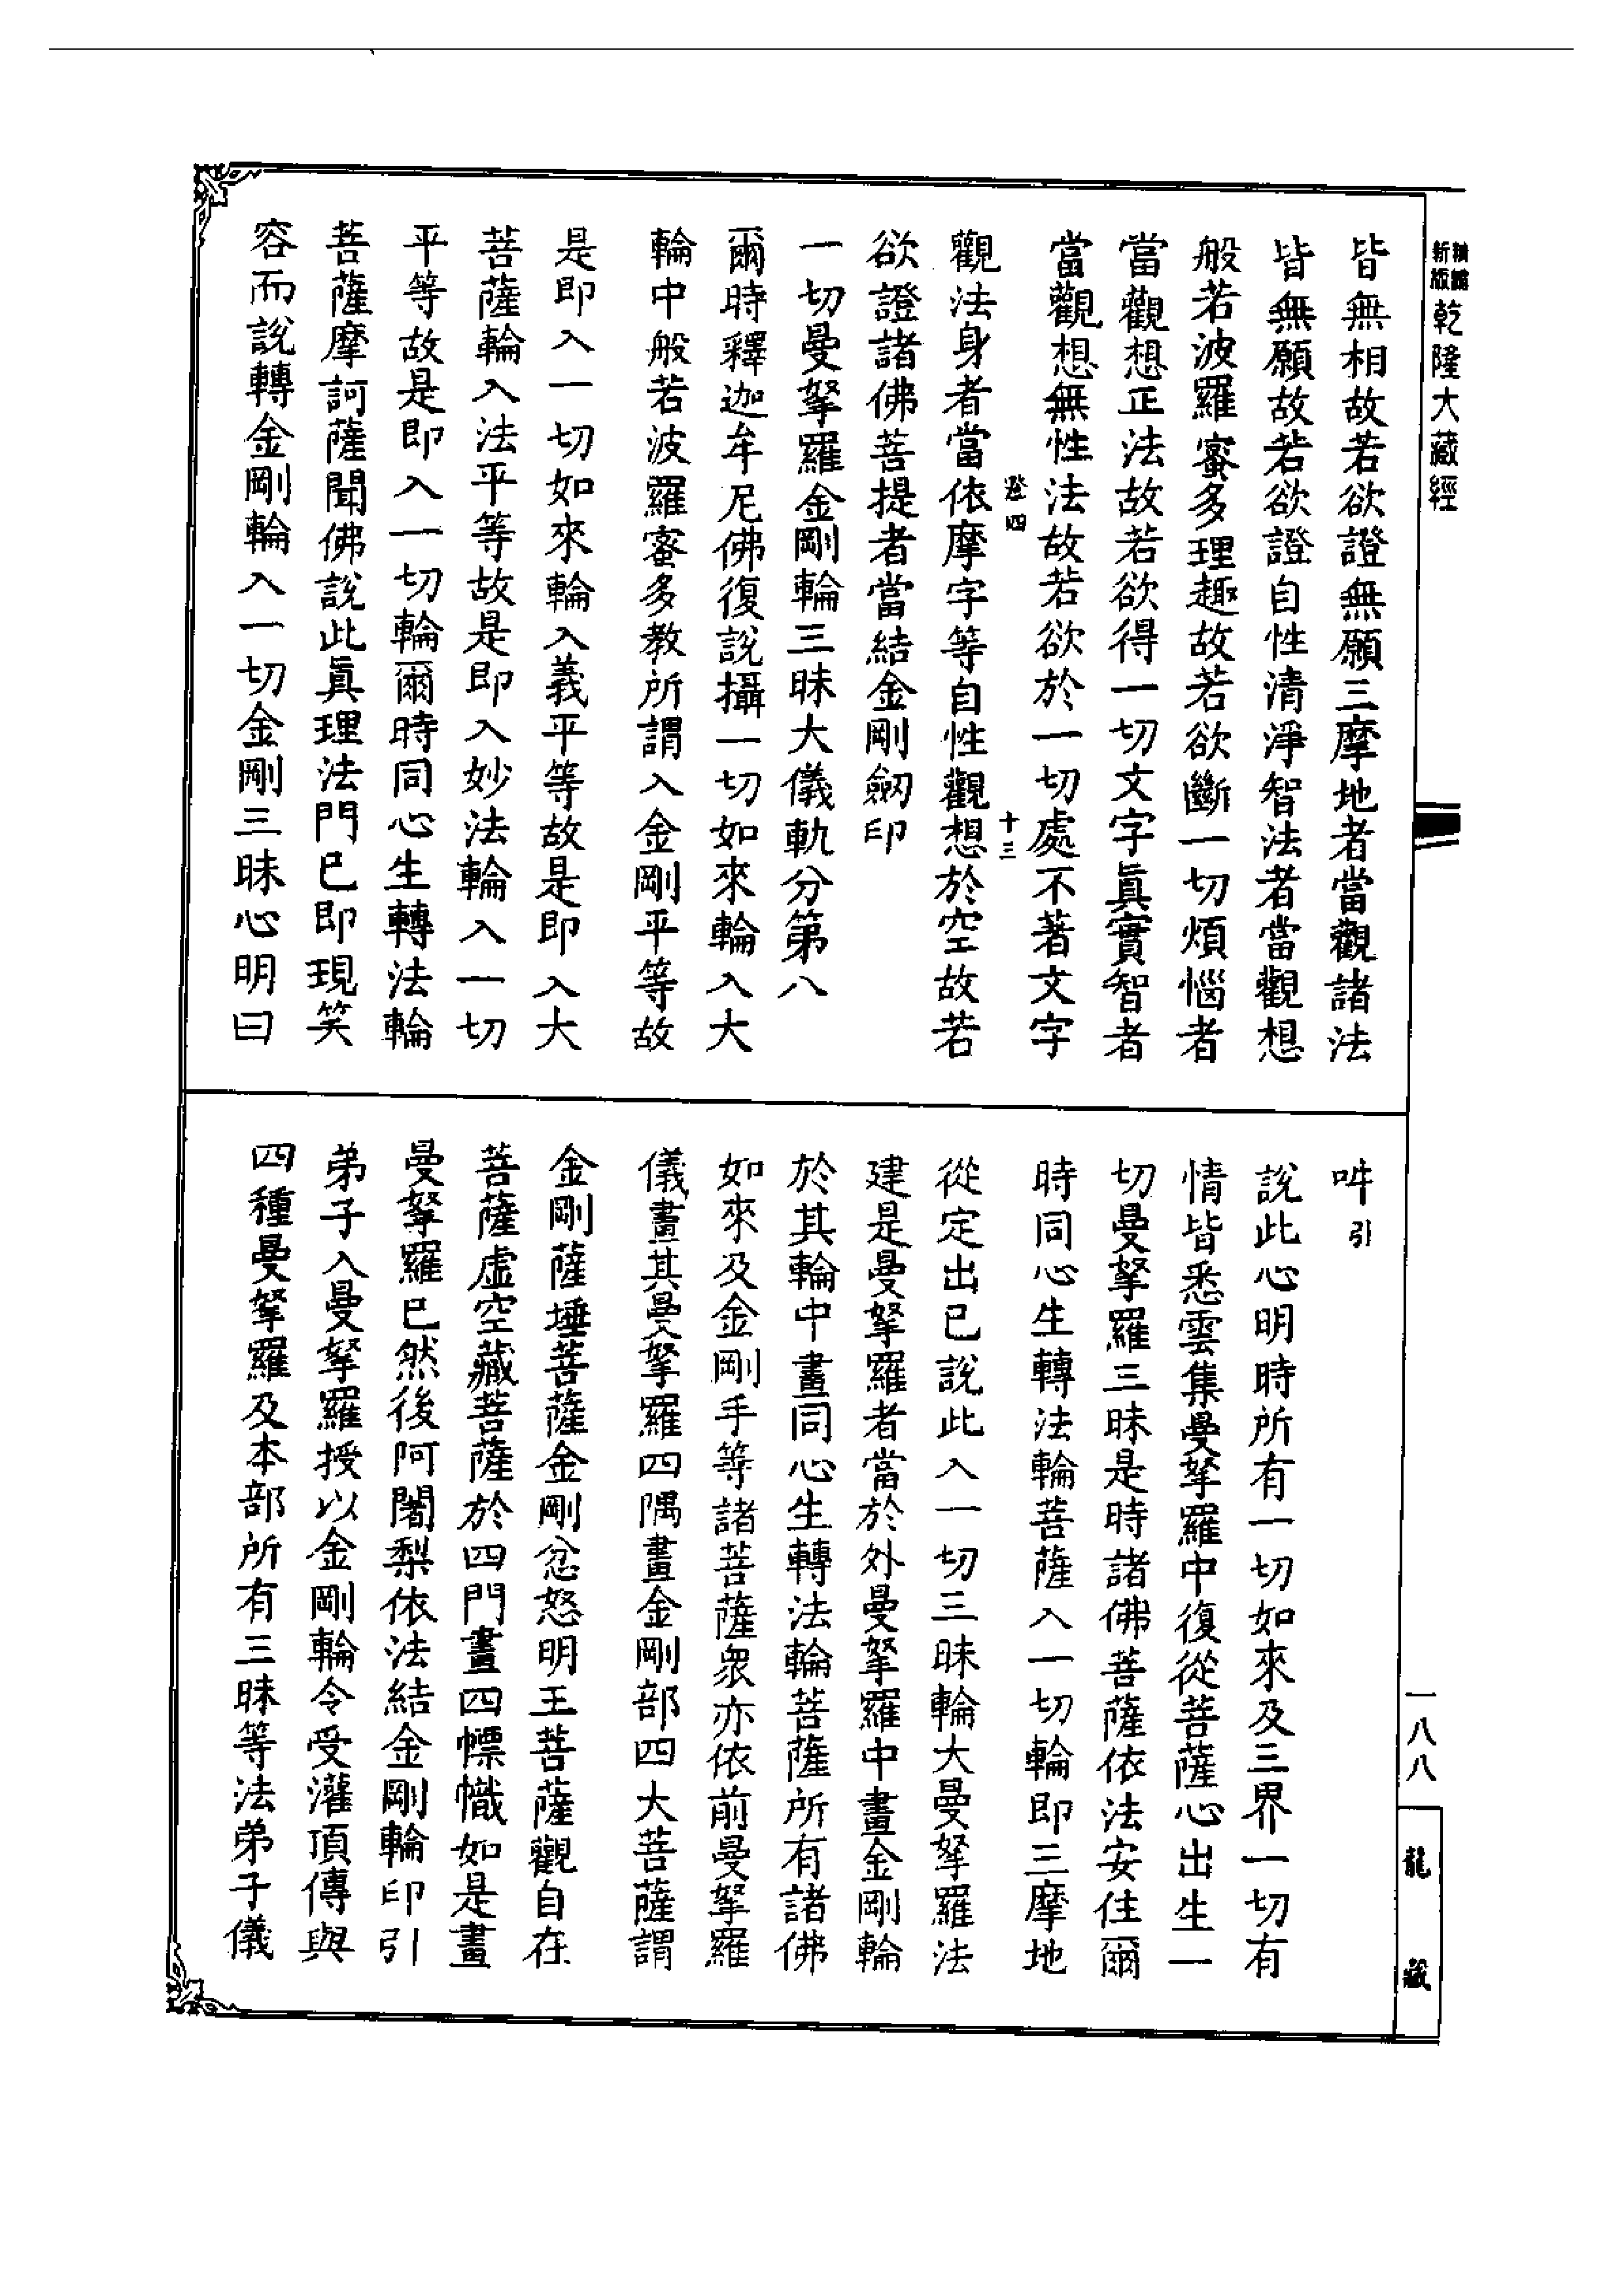 新版
乾隆大藏經
皆無相故若欲證無願三摩地者當觀諸法
皆無願故若欲證自性清淨智法者當觀想
般若波羅蜜多理趣故若欲斷一切煩惱者
當觀想正法故若欲得一切文字眞實智者
當觀想無性法故若欲於一切處不著文字
十三
觀法身者當依摩字等自性觀想於空故若
欲證諸佛菩提者當結金剛劒印
一切曼拏羅金剛輪三昧大儀軌分第八
爾時釋迦牟尼佛復說攝一切如來輪入大
輪中般若波羅蜜多教所謂入金剛平等故
是即入一切如來輪入義平等故是即入大
菩薩輪入法平等故是即入妙法輪入一切
平等故是即入一切輪爾時同心生轉法輪
菩薩摩訶薩聞佛說此眞理法門已即現笑
容而說轉金剛輪入一切金剛三昧心明曰
吽引
說此心明時所有一切如來及三界一切有
情皆悉雲集曼拏羅中復從菩薩心出生一
切曼拏羅三昧是時諸佛菩薩依法安住爾
時同心生轉法輪菩薩入一切輪即三摩地
從定出已說此入一切三昧輪大曼拏羅法
建是曼拏羅者當於外曼拏羅中畫金剛輪
於其輪中畫同心生轉法輪菩薩所有諸佛
如來及金剛手等諸菩薩衆亦依前曼拏羅
儀畫其曼拏羅四隅畫金剛部四大菩薩謂
金剛薩埵菩薩金剛忿怒明王菩薩觀自在
菩薩虛空藏菩薩於四門畫四幖幟如是畫
曼拏羅已然後阿闍梨依法結金剛輪印引
弟子入曼拏羅授以金剛輪令受灌頂傳與
四種曼拏羅及本部所有三昧等法弟子儀
一八八
龍藏